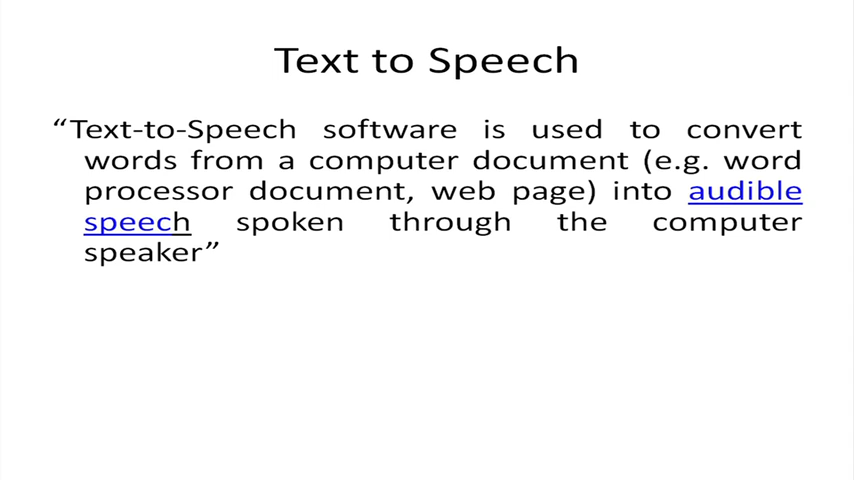 Text to Speech
“Text-to-Speech software is used to convert
words from a computer document (e.g. word
processor document, web page) into audible
speech spoken through the computer
speaker”